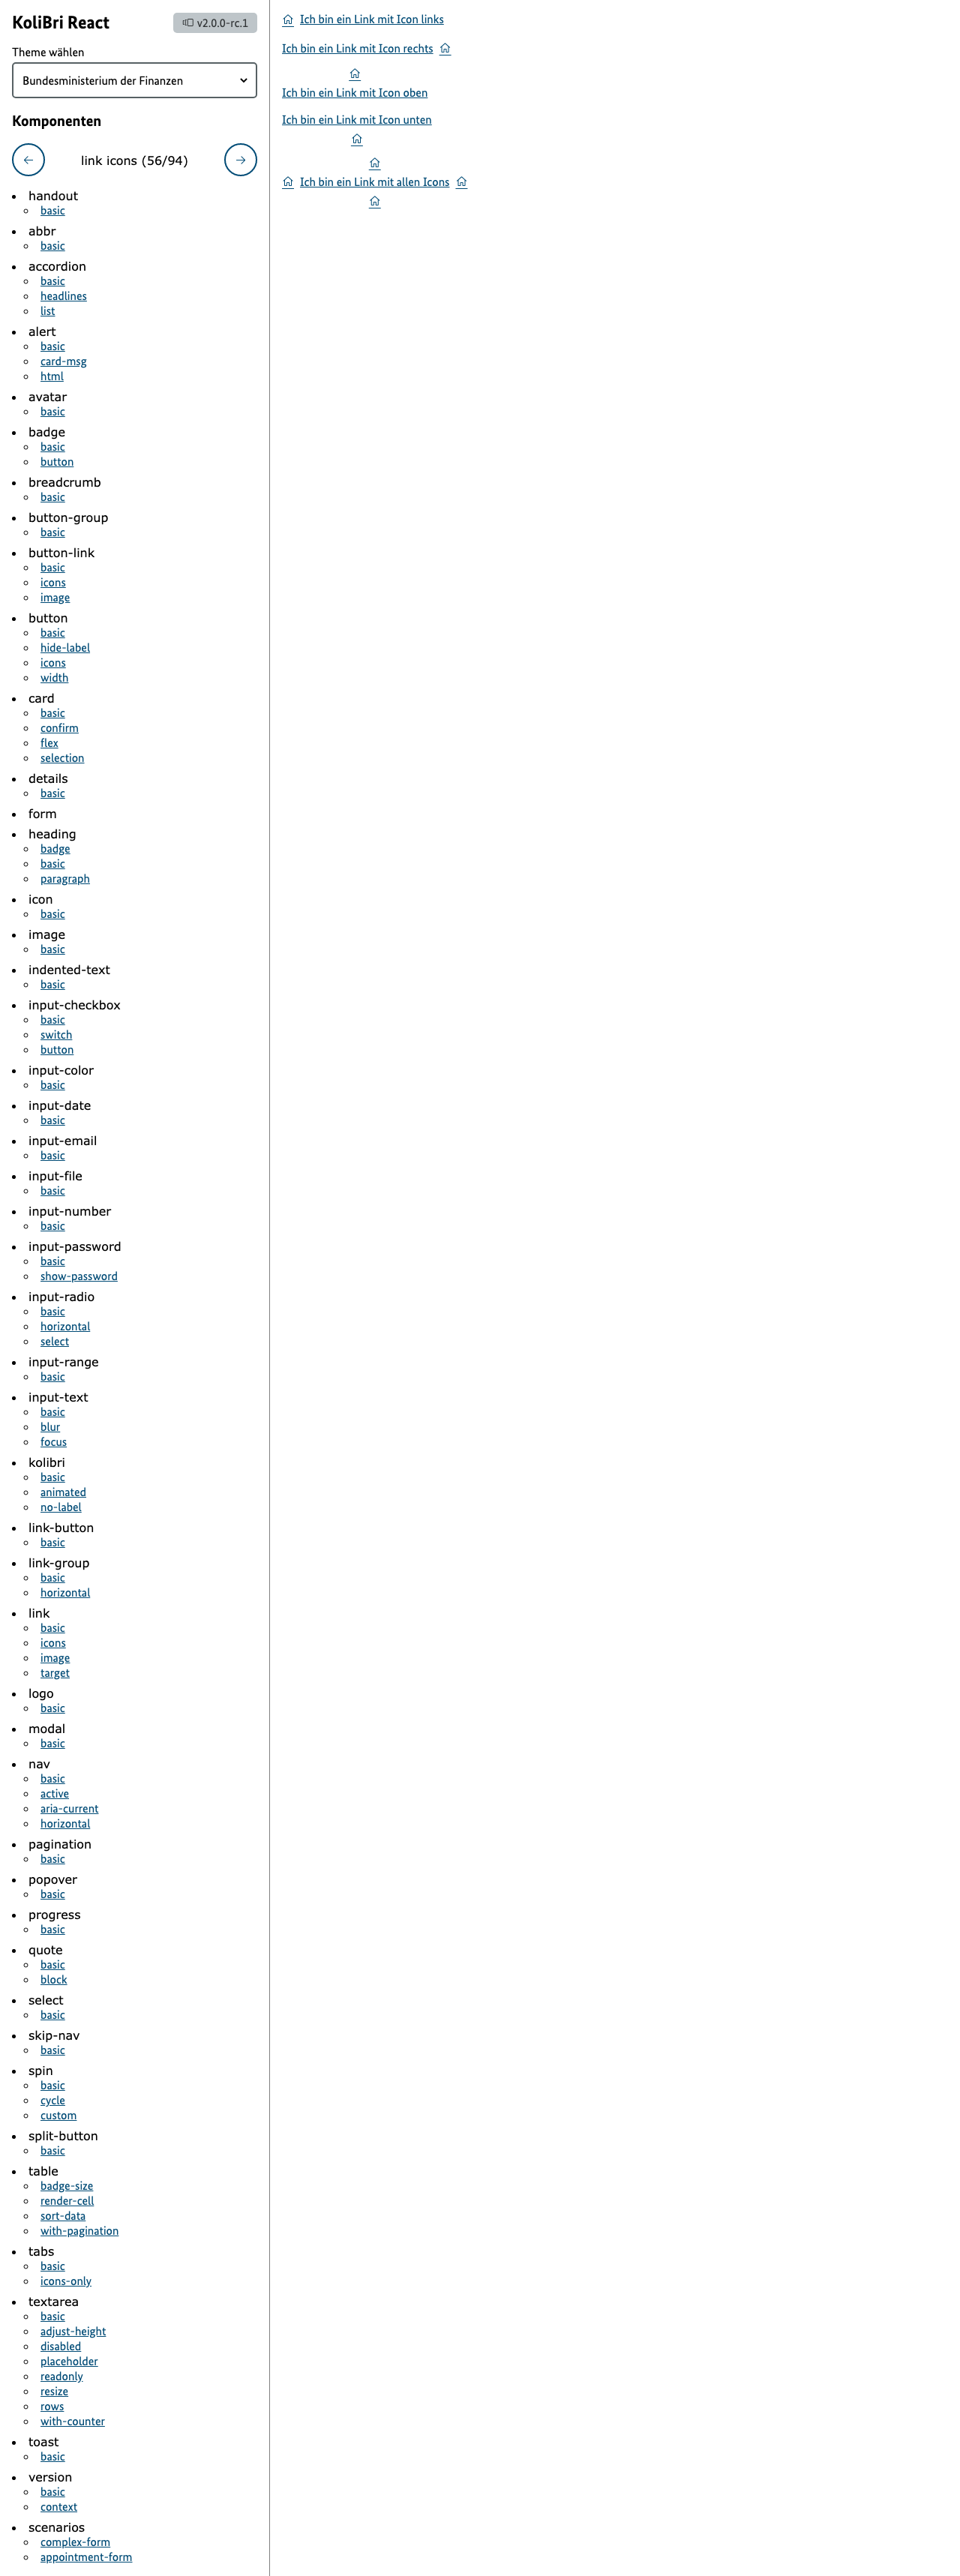 KoliBri React
v2.0.0-rc.1
Theme wählen
Bundesministerium der Finanzen
Komponenten
link icons (56/94)
handout
basic
abbr
basic
accordion
basic
headlines
list
alert
basic
card-msg
html
avatar
basic
badge
basic
button
breadcrumb
basic
button-group
basic
button-link
basic
icons
image
button
basic
hide-label
icons
width
card
basic
confirm
flex
selection
details
basic
form
heading
badge
basic
paragraph
icon
basic
image
basic
indented-text
basic
input-checkbox
basic
switch
button
input-color
basic
input-date
basic
input-email
basic
input-file
basic
input-number
basic
input-password
basic
show-password
input-radio
basic
horizontal
select
input-range
basic
input-text
basic
blur
focus
kolibri
basic
animated
no-label
link-button
basic
link-group
basic
horizontal
link
basic
icons
image
target
logo
basic
modal
basic
nav
basic
active
aria-current
horizontal
pagination
basic
popover
basic
progress
basic
quote
basic
block
select
basic
skip-nav
basic
spin
basic
cycle
custom
split-button
basic
table
badge-size
render-cell
sort-data
with-pagination
tabs
basic
icons-only
textarea
basic
adjust-height
disabled
placeholder
readonly
resize
rows
with-counter
toast
basic
version
basic
context
scenarios
complex-form
appointment-form
Ich bin ein Link mit Icon links
Ich bin ein Link mit Icon rechts
Ich bin ein Link mit Icon oben
Ich bin ein Link mit Icon unten
Ich bin ein Link mit allen Icons